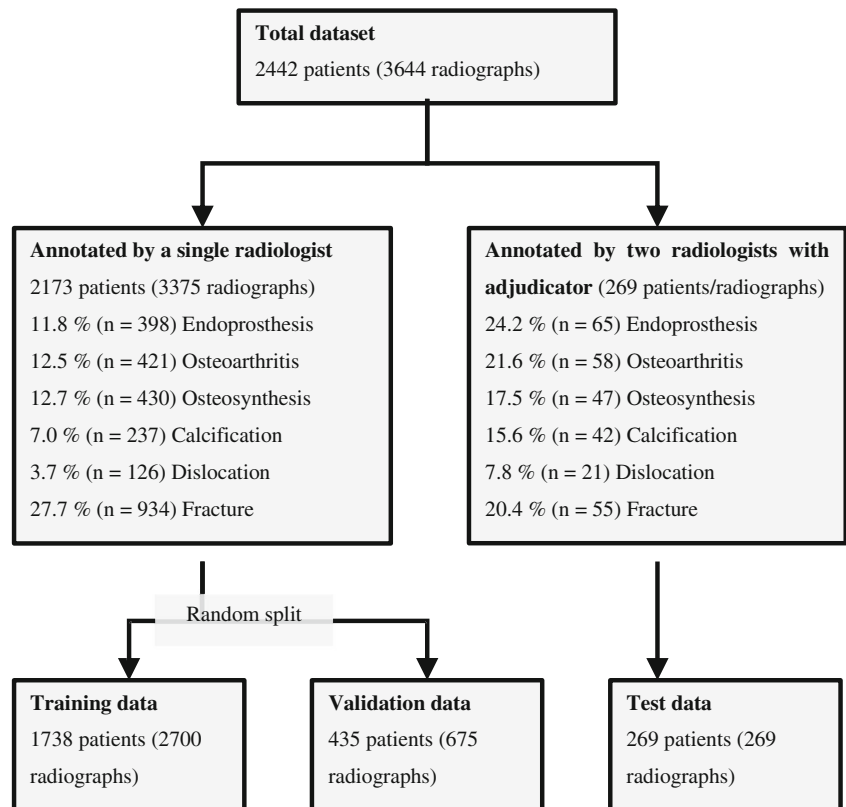 Total dataset
2442 patients (3644 radiographs)
Annotated by a single radiologist
2173 patients (3375 radiographs)
11.8 % (n = 398) Endoprosthesis
12.5 % (n = 421) Osteoarthritis
12.7 % (n = 430) Osteosynthesis
7.0 % (n = 237) Calcification
3.7 % (n = 126) Dislocation
27.7 % (n = 934) Fracture
Annotated by two radiologists with
adjudicator (269 patients/radiographs)
24.2 % (n = 65) Endoprosthesis
21.6 % (n = 58) Osteoarthritis
17.5 % (n = 47) Osteosynthesis
15.6 % (n = 42) Calcification
7.8 % (n = 21) Dislocation
20.4 % (n = 55) Fracture
Random split
Training data
1738 patients (2700
radiographs)
Validation data
435 patients (675
radiographs)
Test data
269 patients (269
radiographs)